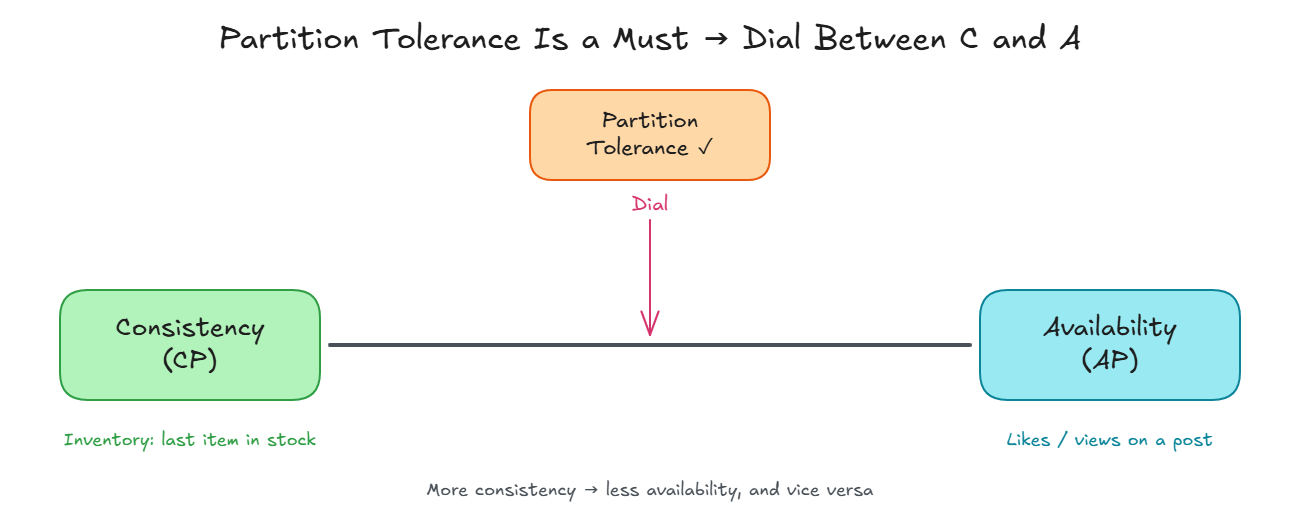 Partition Tolerance Is a Must → Dial Between C and A
Partition
Tolerance ✓
Dial
Consistency
(CP)
Availability
(AP)
Inventory: last item in stock
Likes / views on a post
More consistency → less availability, and vice versa